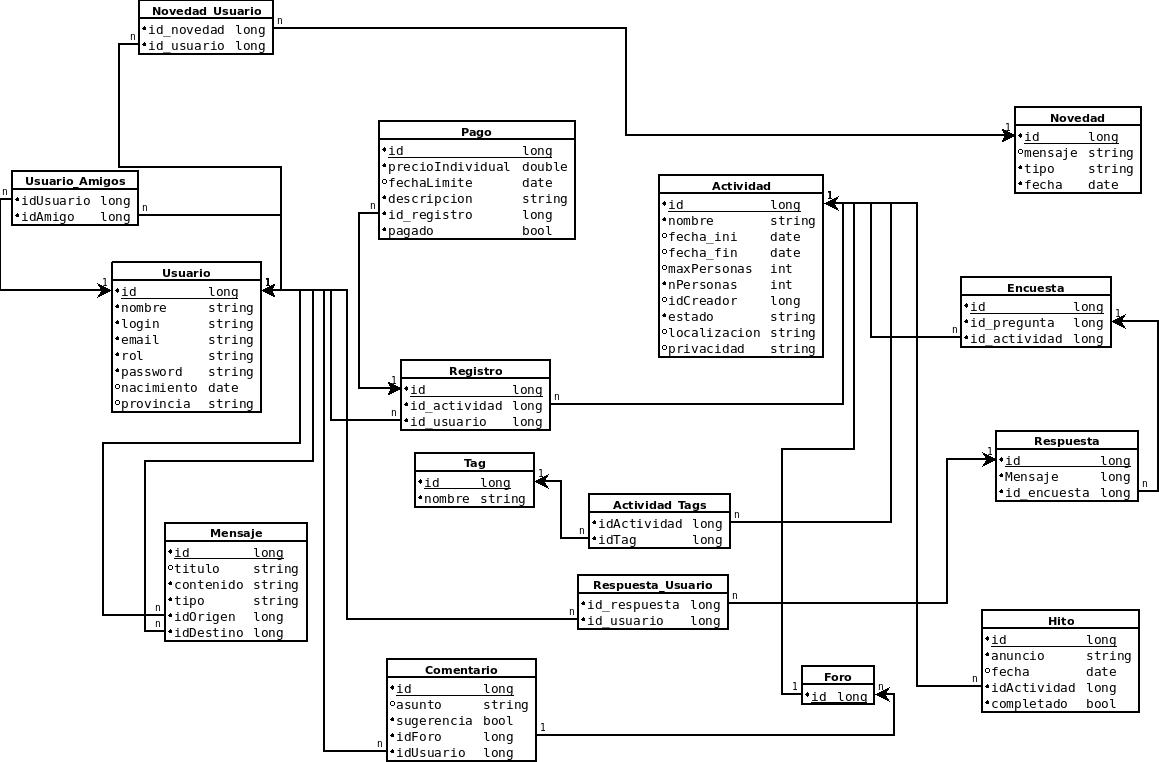 Novedad_Usuario
id_novedad long
id_usuario long
n
n
Novedad
id long
mensaje string
tipo string
fecha date
1
Pago
id long
precioIndividual double
fechaLimite date
descripcion string
id_registro long
pagado bool
n
Usuario_Amigos
idUsuario long
idAmigo long
n
n
Actividad
id long
nombre string
fecha_ini date
fecha_fin date
maxPersonas int
nPersonas int
idCreador long
estado string
localizacion string
privacidad string
1
Usuario
id long
nombre string
login string
email string
rol string
password string
nacimiento date
provincia string
1
1
Encuesta
id long
id_pregunta long
id_actividad long
n
1
Registro
id long
id_actividad long
id_usuario long
1
n
n
Respuesta
id long
Mensaje long
id_encuesta long
1
n
Tag
id long
nombre string
1
Actividad_Tags
idActividad long
idTag long
n
n
Mensaje
id long
titulo string
contenido string
tipo string
idOrigen long
idDestino long
n
n
Respuesta_Usuario
id_respuesta long
id_usuario long
n
n
Hito
id long
anuncio string
fecha date
idActividad long
completado bool
n
Comentario
id long
asunto string
sugerencia bool
idForo long
idUsuario long
1
n
Foro
id long
1
n